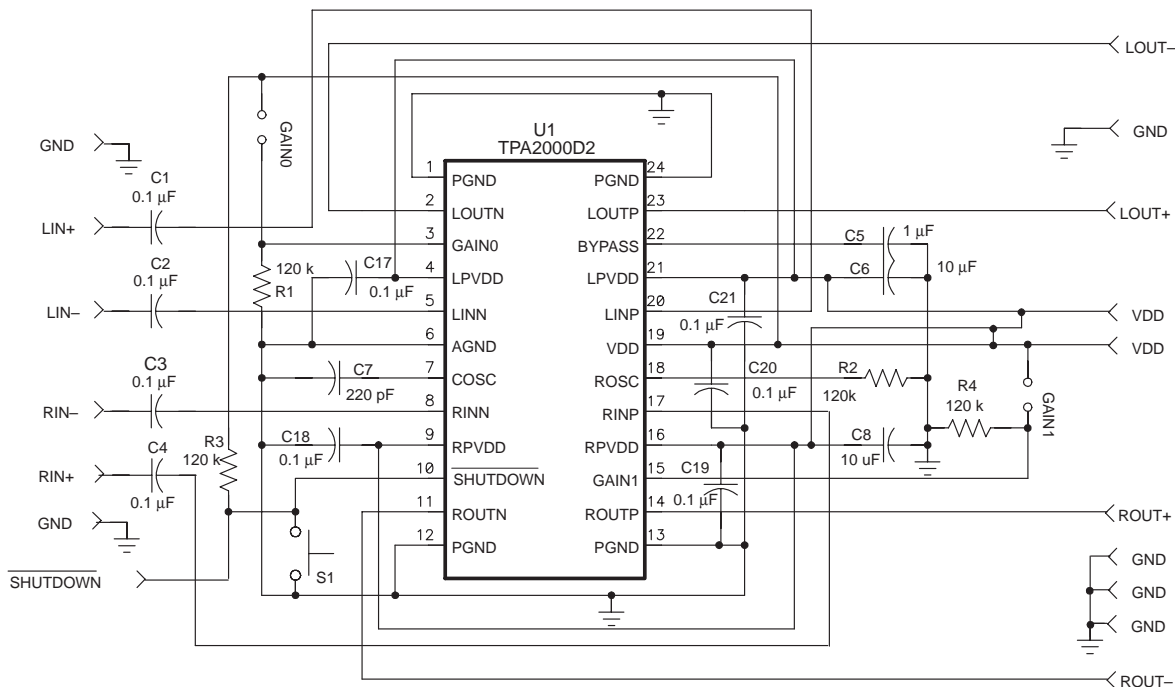 LOUT–
GND
LOUT+
VDD
VDD
ROUT+
GND
GND
GND
ROUT–
GND
C1
0.1 µF
LIN+
C2
0.1 µF
LIN–
C3
0.1 µF
RIN–
C4
0.1 µF
RIN+
GND
SHUTDOWN
GAIN0
120 k
R1
C17
0.1 µF
C7
220 pF
C18
0.1 µF
R3
120 k
S1
U1
TPA2000D2
1 PGND
2 LOUTN
3 GAIN0
4 LPVDD
5 LINN
6 AGND
7 COSC
8 RINN
9 RPVDD
10 SHUTDOWN
11 ROUTN
12 PGND
24 PGND
23 LOUTP
22 BYPASS
21 LPVDD
20 LINP
19 VDD
18 ROSC
17 RINP
16 RPVDD
15 GAIN1
14 ROUTP
13 PGND
C5
1 µF
C6
10 µF
C21
0.1 µF
C20
0.1 µF
R2
120k
R4
120 k
GAIN1
C8
10 uF
C19
0.1 µF